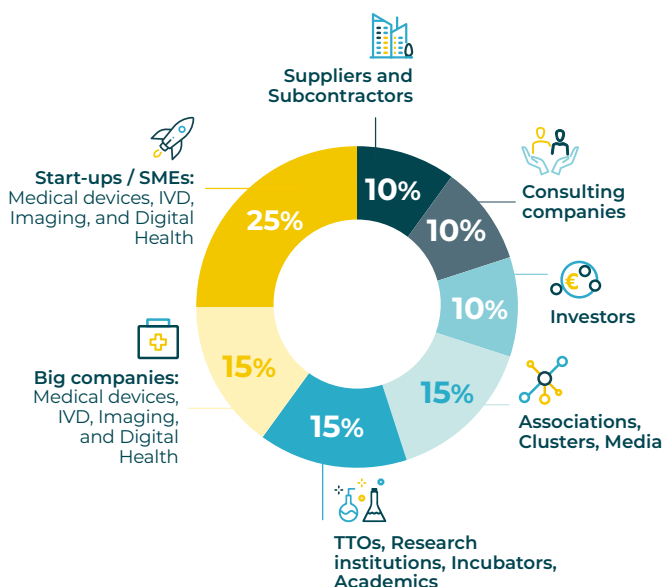 Suppliers and
Subcontractors
10%
Consulting
companies
10%
€
Investors
10%
Associations,
Clusters, Media
15%
TTOs, Research
institutions, Incubators,
Academics
15%
Big companies:
Medical devices,
IVD, Imaging,
and Digital
Health
15%
Start-ups / SMEs:
Medical devices, IVD,
Imaging, and Digital
Health
25%